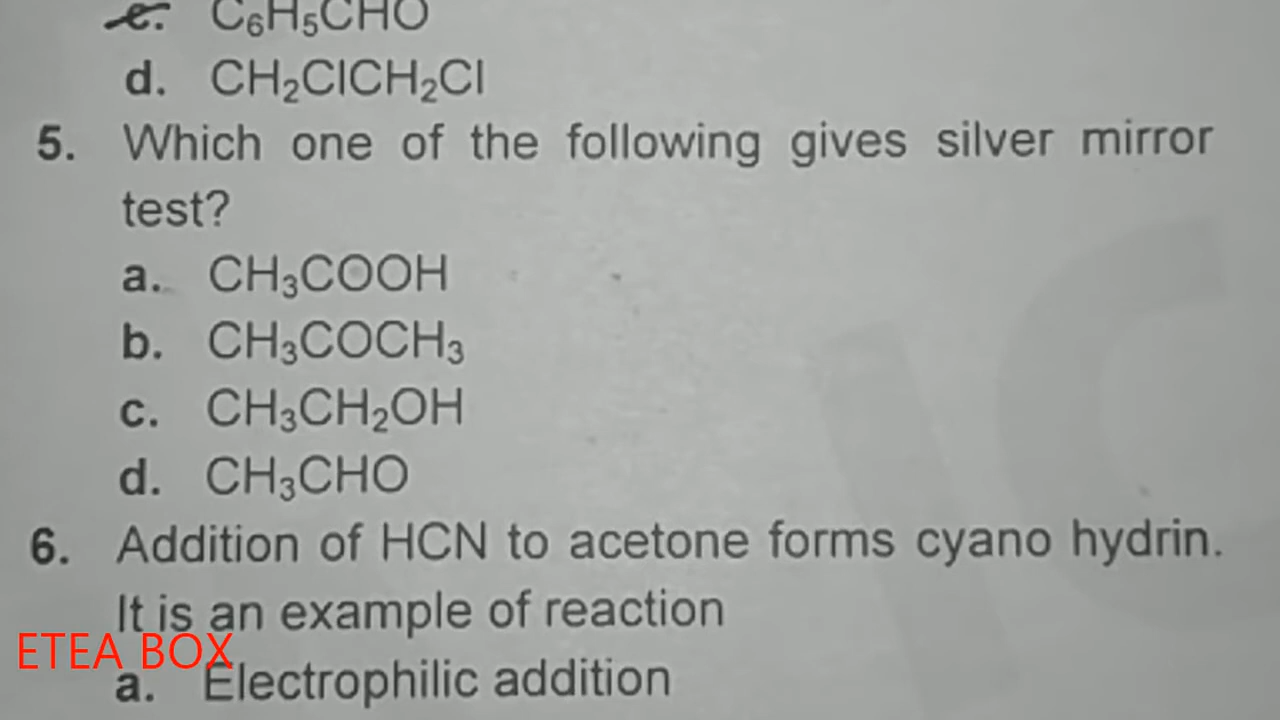 c. C₆H₅CHO
d. CH₂ClCH₂Cl
5. Which one of the following gives silver mirror
test?
a. CH₃COOH
b. CH₃COCH₃
c. CH₃CH₂OH
d. CH₃CHO
6. Addition of HCN to acetone forms cyano hydrin.
It is an example of reaction
ETEA BOX
a. Electrophilic addition